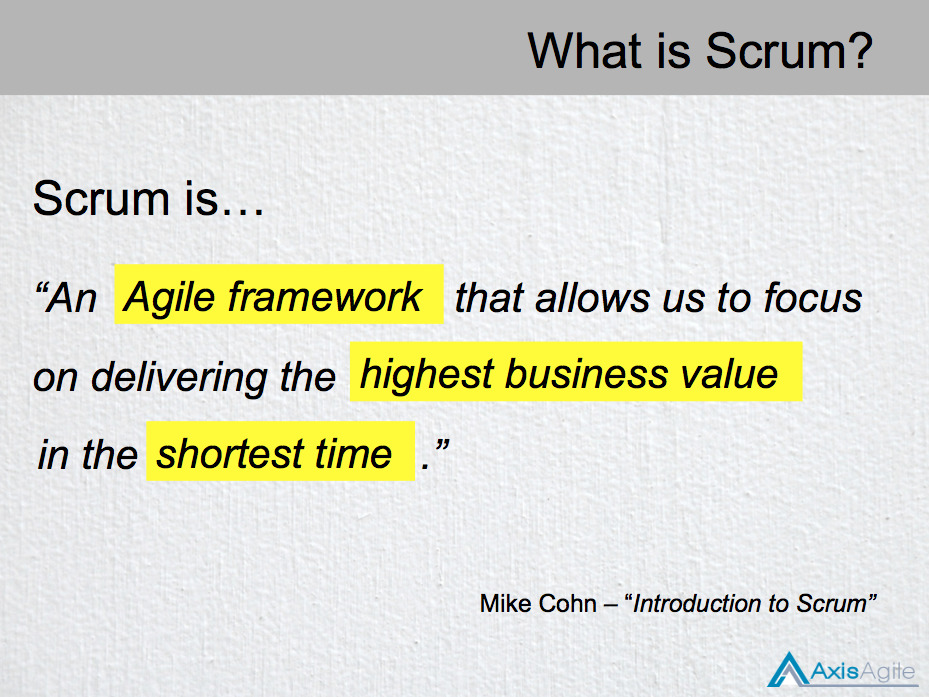 What is Scrum?
Scrum is…
“An Agile framework that allows us to focus
on delivering the highest business value
in the shortest time .”
Mike Cohn – “Introduction to Scrum”
AxisAgile